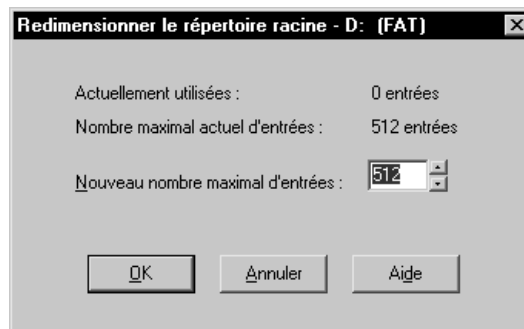 Redimensionner le répertoire racine - D: (FAT)
Actuellement utilisées : 0 entrées
Nombre maximal actuel d'entrées : 512 entrées
Nouveau nombre maximal d'entrées : 512
OK Annuler Aide